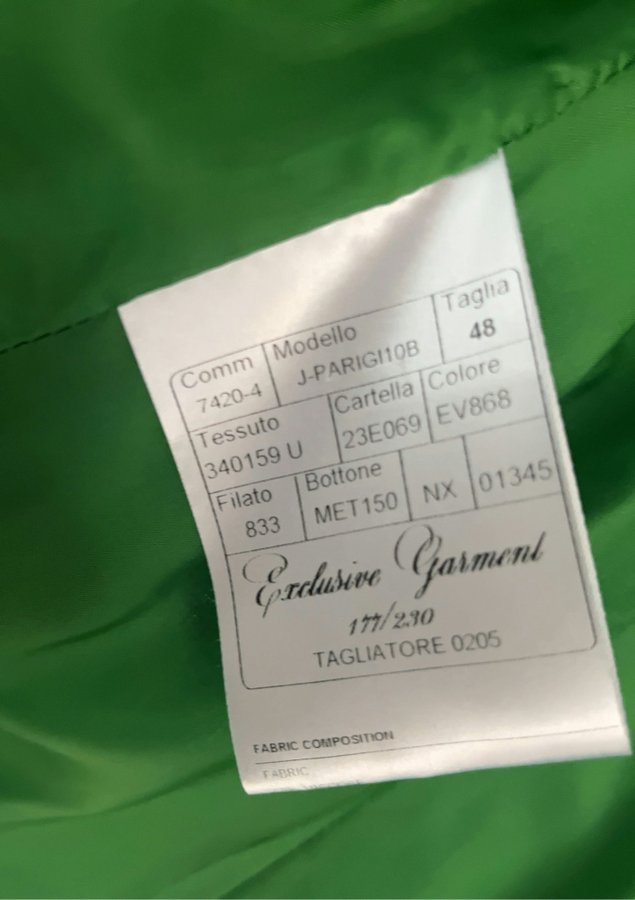 Comm Modello Taglia
7420-4 J-PARIGI10B 48
Tessuto Cartella Colore
340159 U 23E069 EV868
Filato Bottone
833 MET150 NX 01345
Exclusive Garment
177/230
TAGLIATORE 0205
FABRIC COMPOSITION
FABRIC